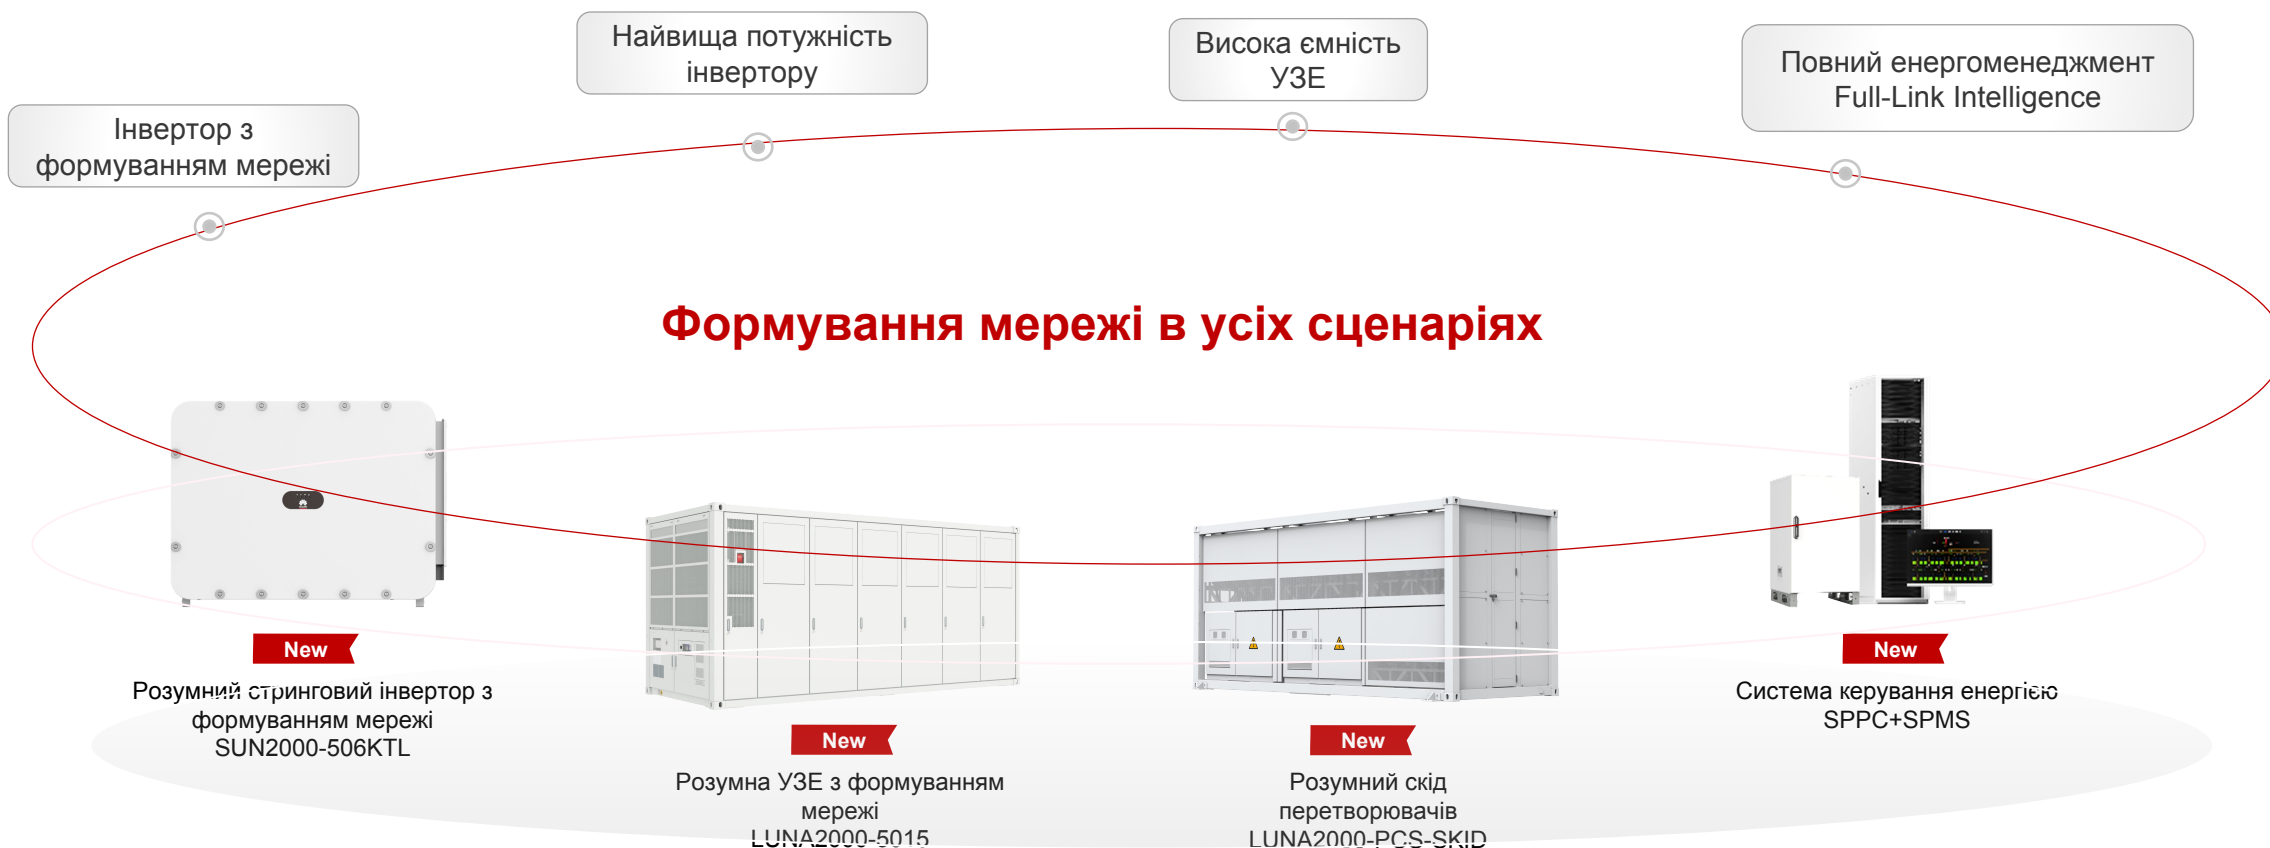 Найвища потужність
інвертору
Висока ємність
УЗЕ
Повний енергоменеджмент
Full-Link Intelligence
Інвертор з
формуванням мережі
Формування мережі в усіх сценаріях
New
Розумний стринговий інвертор з
формуванням мережі
SUN2000-506KTL
New
Розумна УЗЕ з формуванням
мережі
LUNA2000-5015
New
Розумний скід
перетворювачів
LUNA2000-PCS-SKID
New
Система керування енергією
SPPC+SPMS